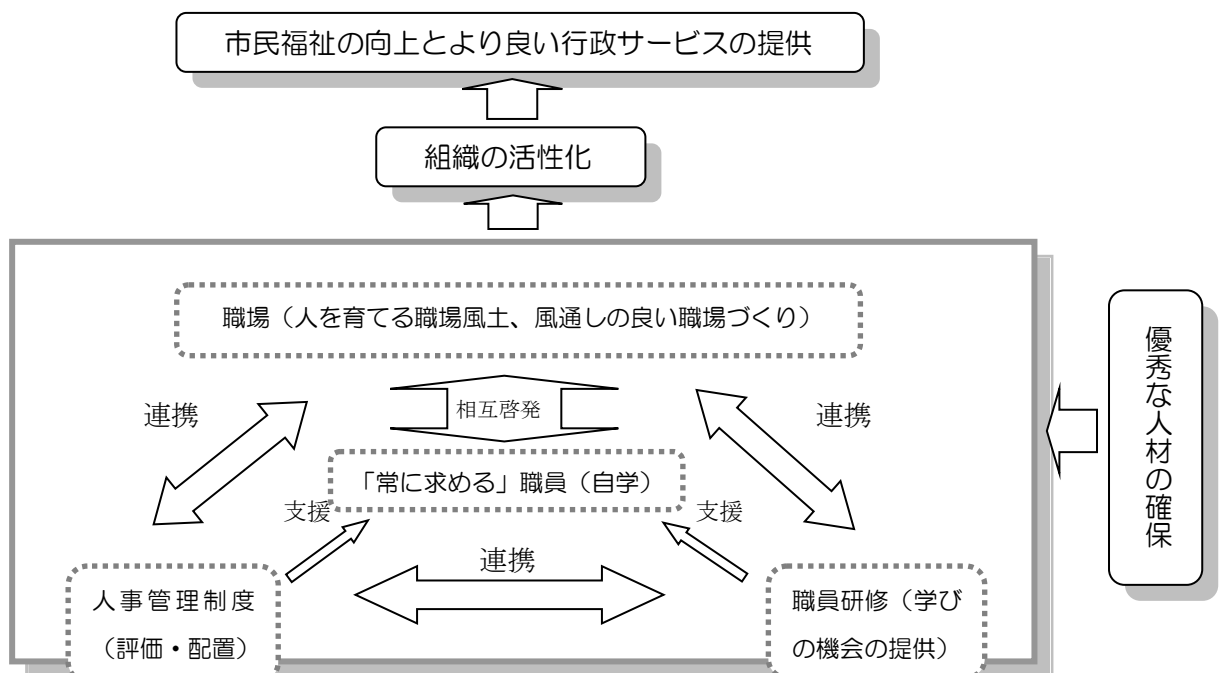 市民福祉の向上とより良い行政サービスの提供
組織の活性化
職場（人を育てる職場風土、風通しの良い職場づくり）
連携
相互啓発
連携
「常に求める」職員（自学）
支援
支援
連携
人事管理制度
（評価・配置）
職員研修（学び
の機会の提供）
優秀な人材の確保